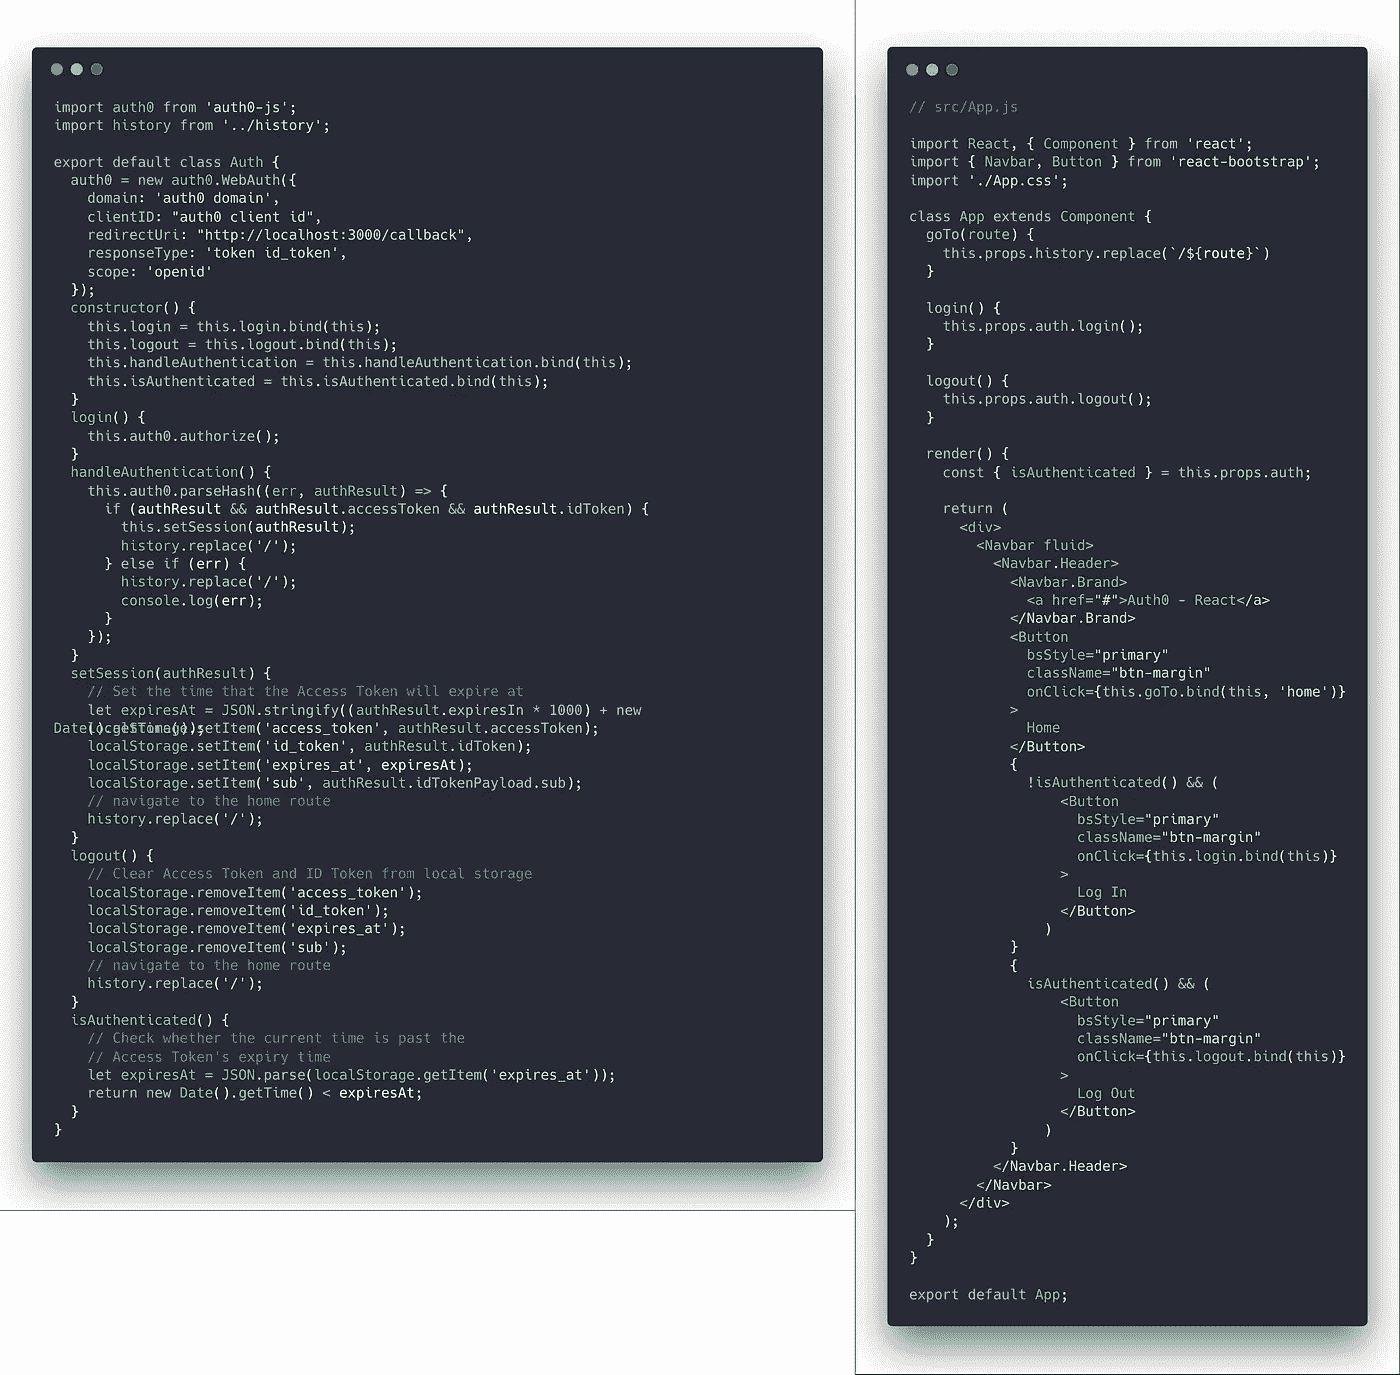 import auth0 from 'auth0-js';
import history from '../history';
export default class Auth {
  auth0 = new auth0.WebAuth({
    domain: 'auth0 domain',
    clientID: "auth0 client id",
    redirectUri: "http://localhost:3000/callback",
    responseType: 'token id_token',
    scope: 'openid'
  });
  constructor() {
    this.login = this.login.bind(this);
    this.logout = this.logout.bind(this);
    this.handleAuthentication = this.handleAuthentication.bind(this);
    this.isAuthenticated = this.isAuthenticated.bind(this);
  }
  login() {
    this.auth0.authorize();
  }
  handleAuthentication() {
    this.auth0.parseHash((err, authResult) => {
      if (authResult && authResult.accessToken && authResult.idToken) {
        this.setSession(authResult);
        history.replace('/');
      } else if (err) {
        history.replace('/');
        console.log(err);
      }
    });
  }
  setSession(authResult) {
    // Set the time that the Access Token will expire at
    let expiresAt = JSON.stringify((authResult.expiresIn * 1000) + new
Date().getTime());
    localStorage.setItem('access_token', authResult.accessToken);
    localStorage.setItem('id_token', authResult.idToken);
    localStorage.setItem('expires_at', expiresAt);
    localStorage.setItem('sub', authResult.idTokenPayload.sub);
    // navigate to the home route
    history.replace('/');
  }
  logout() {
    // Clear Access Token and ID Token from local storage
    localStorage.removeItem('access_token');
    localStorage.removeItem('id_token');
    localStorage.removeItem('expires_at');
    localStorage.removeItem('sub');
    // navigate to the home route
    history.replace('/');
  }
  isAuthenticated() {
    // Check whether the current time is past the
    // Access Token's expiry time
    let expiresAt = JSON.parse(localStorage.getItem('expires_at'));
    return new Date().getTime() < expiresAt;
  }
}
// src/App.js
import React, { Component } from 'react';
import { Navbar, Button } from 'react-bootstrap';
import './App.css';
class App extends Component {
  goTo(route) {
    this.props.history.replace(`/${route}`)
  }
  login() {
    this.props.auth.login();
  }
  logout() {
    this.props.auth.logout();
  }
  render() {
    const { isAuthenticated } = this.props.auth;
    return (
      <div>
        <Navbar fluid>
          <Navbar.Header>
            <Navbar.Brand>
              <a href="#">Auth0 - React</a>
            </Navbar.Brand>
            <Button
              bsStyle="primary"
              className="btn-margin"
              onClick={this.goTo.bind(this, 'home')}
            >
              Home
            </Button>
            {
              !isAuthenticated() && (
                  <Button
                    bsStyle="primary"
                    className="btn-margin"
                    onClick={this.login.bind(this)}
                  >
                    Log In
                  </Button>
                )
            }
            {
              isAuthenticated() && (
                  <Button
                    bsStyle="primary"
                    className="btn-margin"
                    onClick={this.logout.bind(this)}
                  >
                    Log Out
                  </Button>
                )
            }
          </Navbar.Header>
        </Navbar>
      </div>
    );
  }
}
export default App;